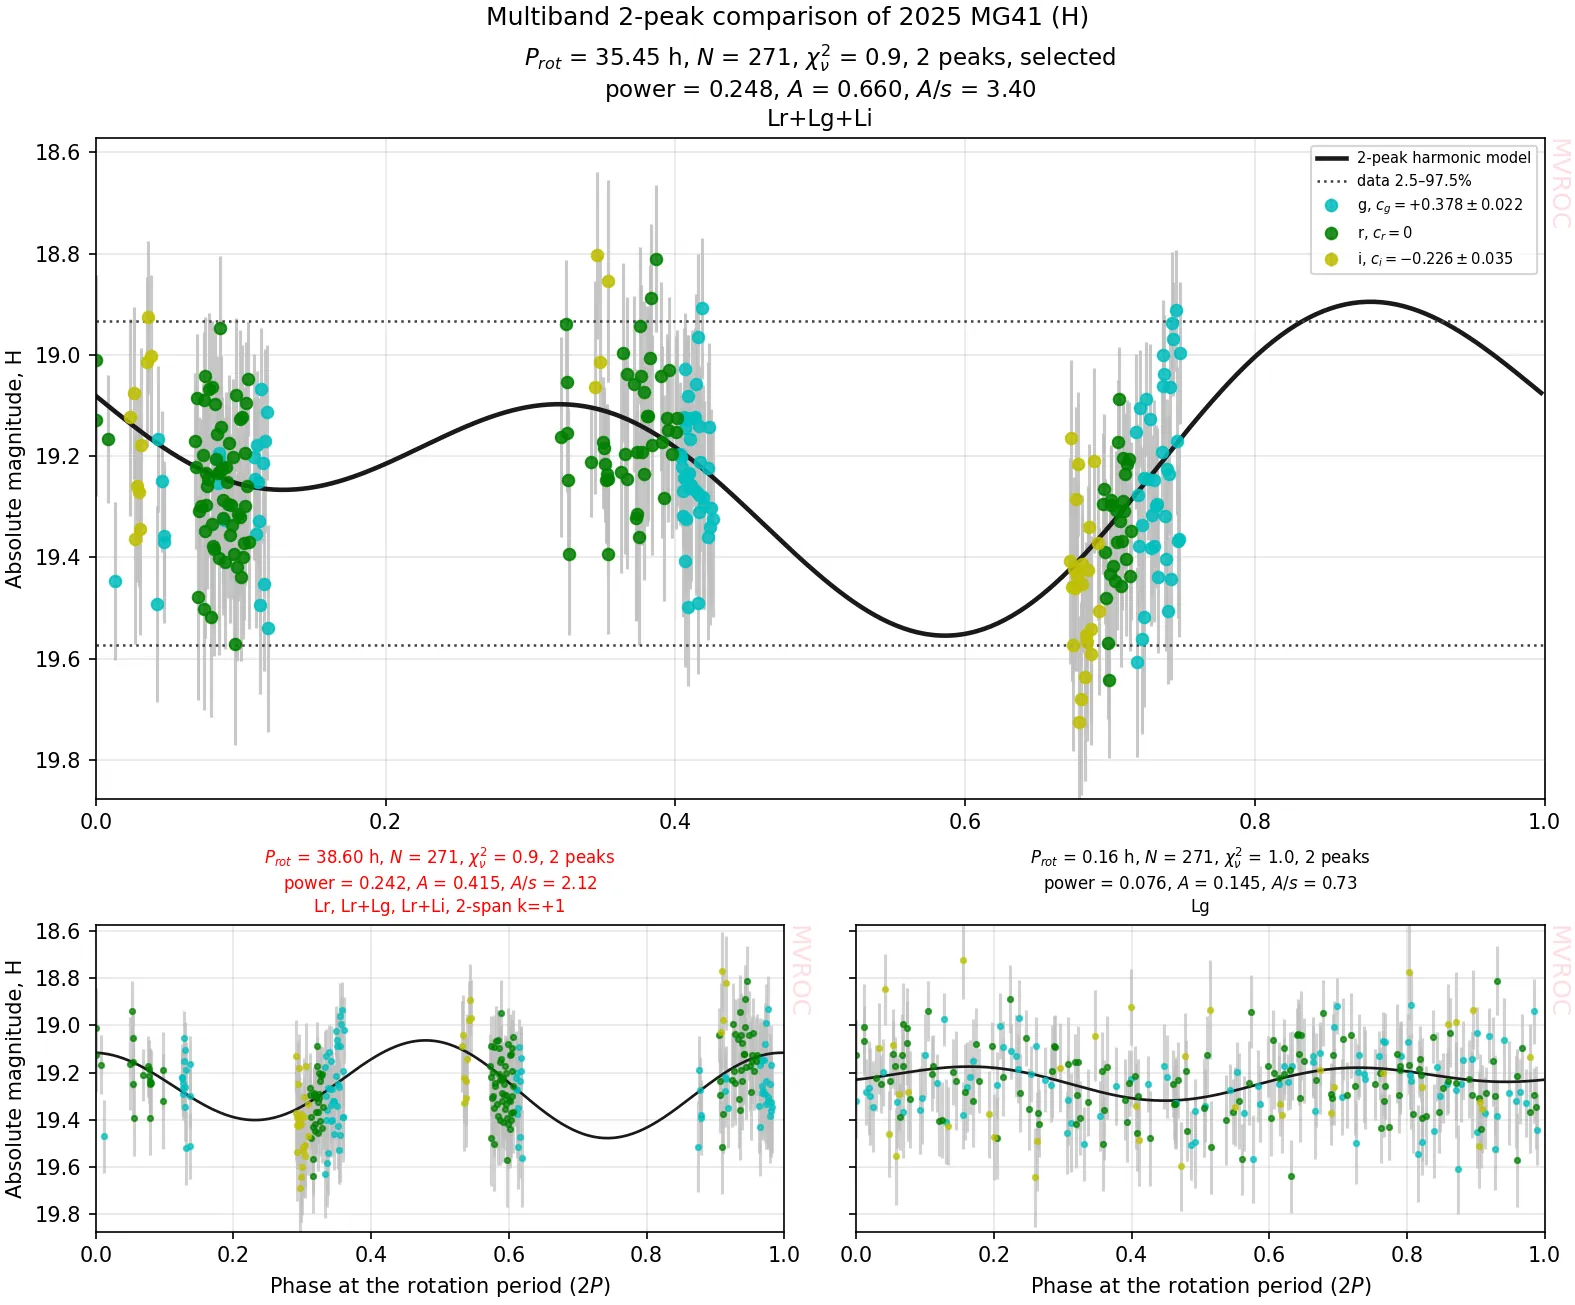 Multiband 2-peak comparison of 2025 MG41 (H)
P_rot = 35.45 h, N = 271, χ²_ν = 0.9, 2 peaks, selected
power = 0.248, A = 0.660, A/s = 3.40
Lr+Lg+Li
MVROC
2-peak harmonic model
data 2.5–97.5%
g, c_g = +0.378 ± 0.022
r, c_r = 0
i, c_i = −0.226 ± 0.035
Absolute magnitude, H
18.6
18.8
19.0
19.2
19.4
19.6
19.8
0.0 0.2 0.4 0.6 0.8 1.0
P_rot = 38.60 h, N = 271, χ²_ν = 0.9, 2 peaks
power = 0.242, A = 0.415, A/s = 2.12
Lr, Lr+Lg, Lr+Li, 2-span k=+1
MVROC
Absolute magnitude, H
18.6
18.8
19.0
19.2
19.4
19.6
19.8
0.0 0.2 0.4 0.6 0.8 1.0
Phase at the rotation period (2P)
P_rot = 0.16 h, N = 271, χ²_ν = 1.0, 2 peaks
power = 0.076, A = 0.145, A/s = 0.73
Lg
MVROC
0.0 0.2 0.4 0.6 0.8 1.0
Phase at the rotation period (2P)